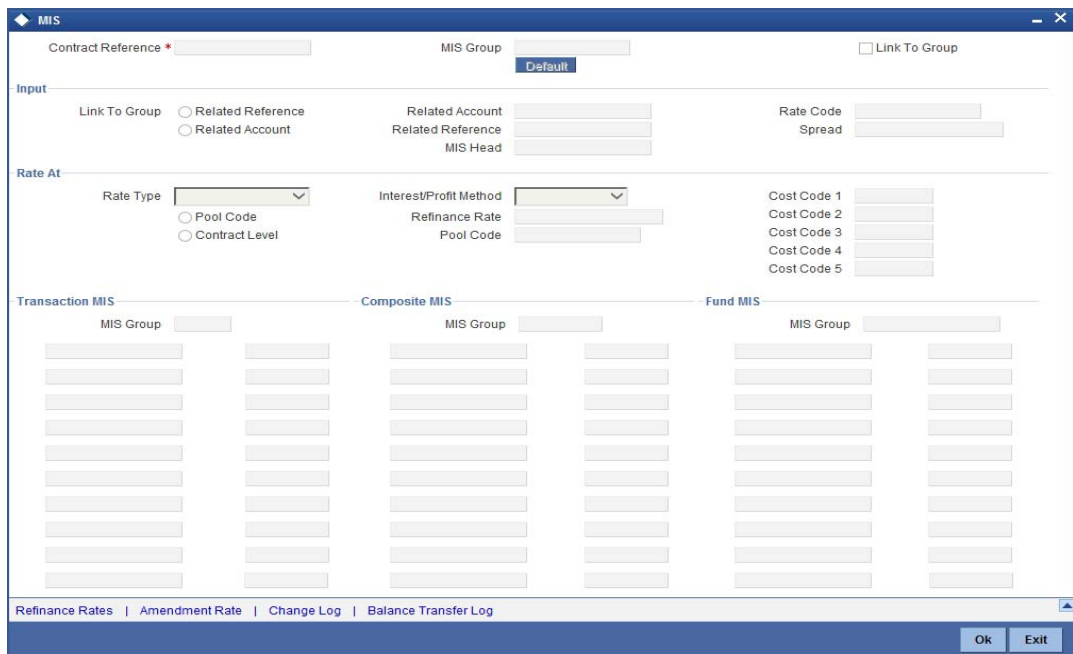 MIS
Contract Reference * MIS Group Link To Group
Default
Input
Link To Group Related Reference Related Account Rate Code
Related Account Related Reference Spread
MIS Head
Rate At
Rate Type Interest/Profit Method Cost Code 1
Pool Code Refinance Rate Cost Code 2
Contract Level Pool Code Cost Code 3
Cost Code 4
Cost Code 5
Transaction MIS Composite MIS Fund MIS
MIS Group MIS Group MIS Group
Refinance Rates | Amendment Rate | Change Log | Balance Transfer Log
Ok Exit